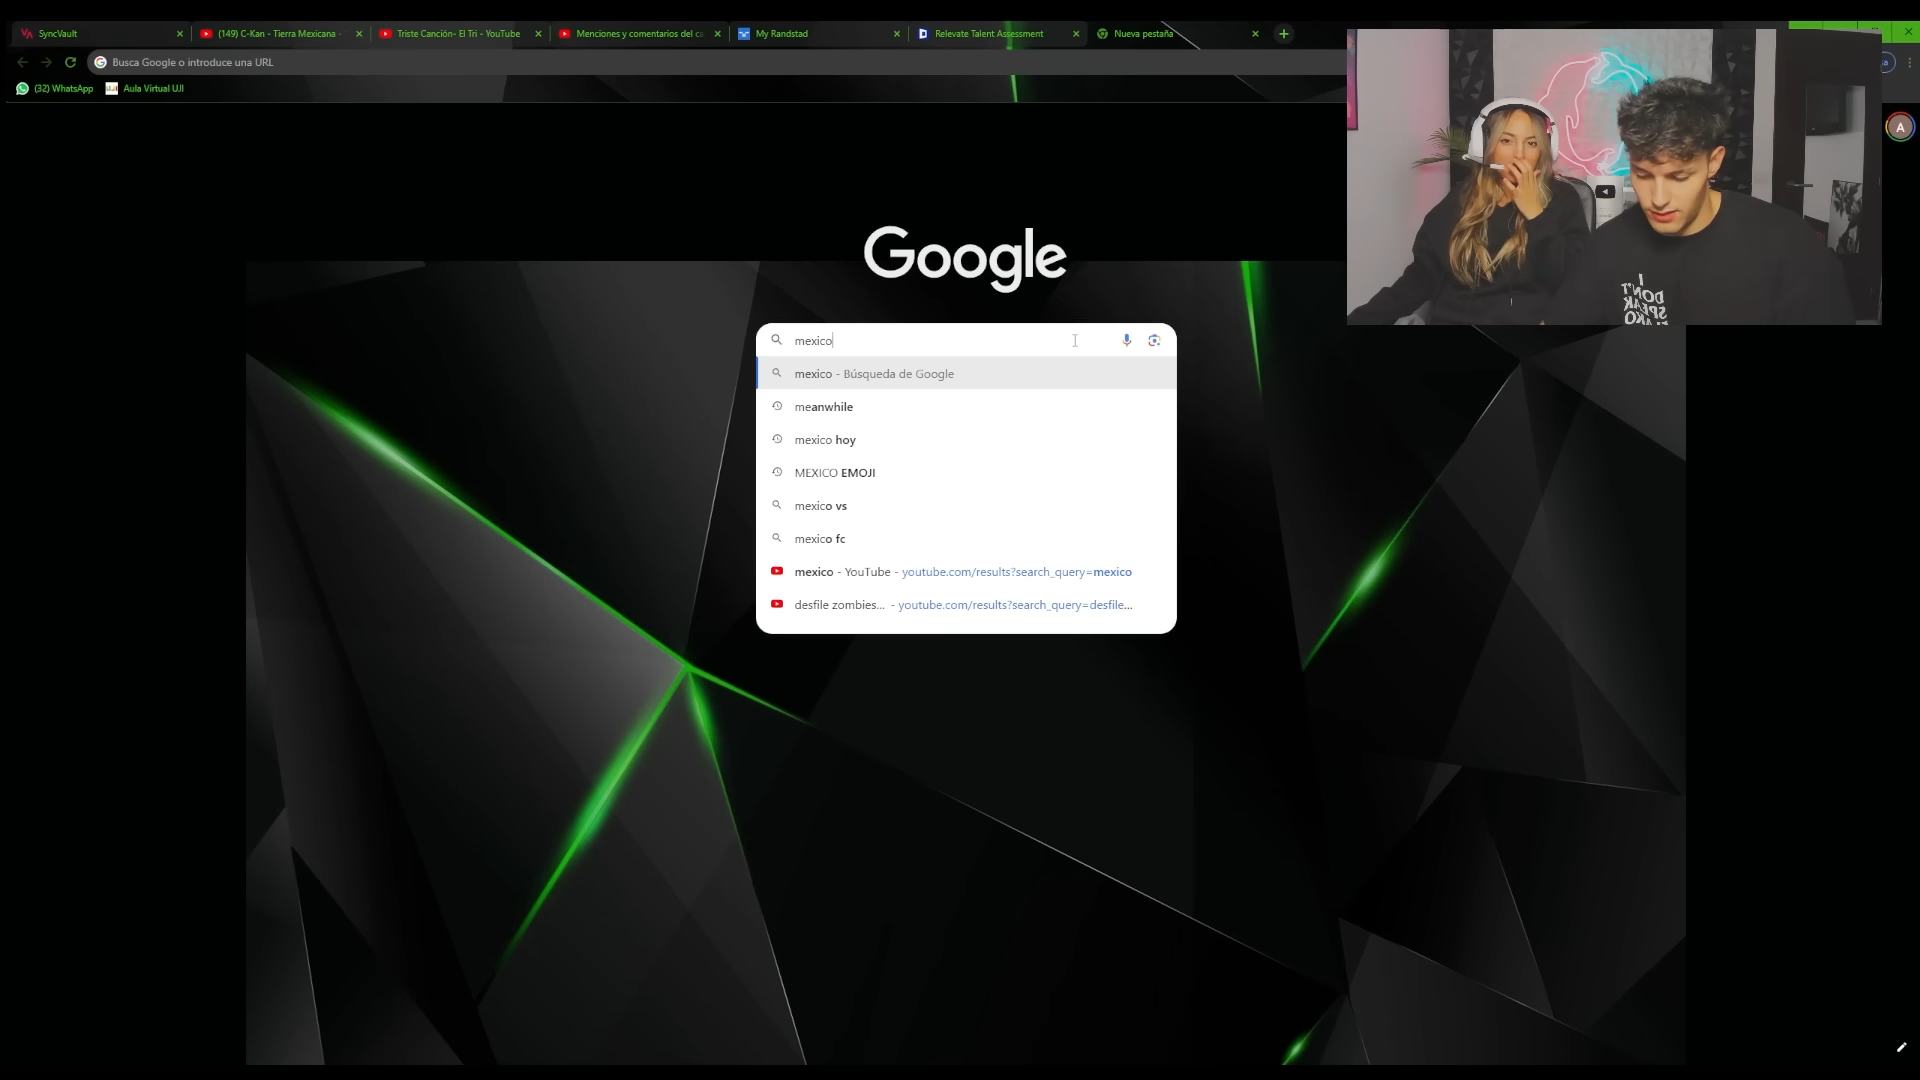 SyncVault
(149) C-Kan - Tierra Mexicana -
Triste Canción- El Tri - YouTube
Menciones y comentarios del ca
My Randstad
Relevate Talent Assessment
Nueva pestaña
Busca Google o introduce una URL
(32) WhatsApp
Aula Virtual UJI
A
Google
mexico
mexico - Búsqueda de Google
meanwhile
mexico hoy
MEXICO EMOJI
mexico vs
mexico fc
mexico - YouTube - youtube.com/results?search_query=mexico
desfile zombies... - youtube.com/results?search_query=desfile...
I
DON'T
SPEAK